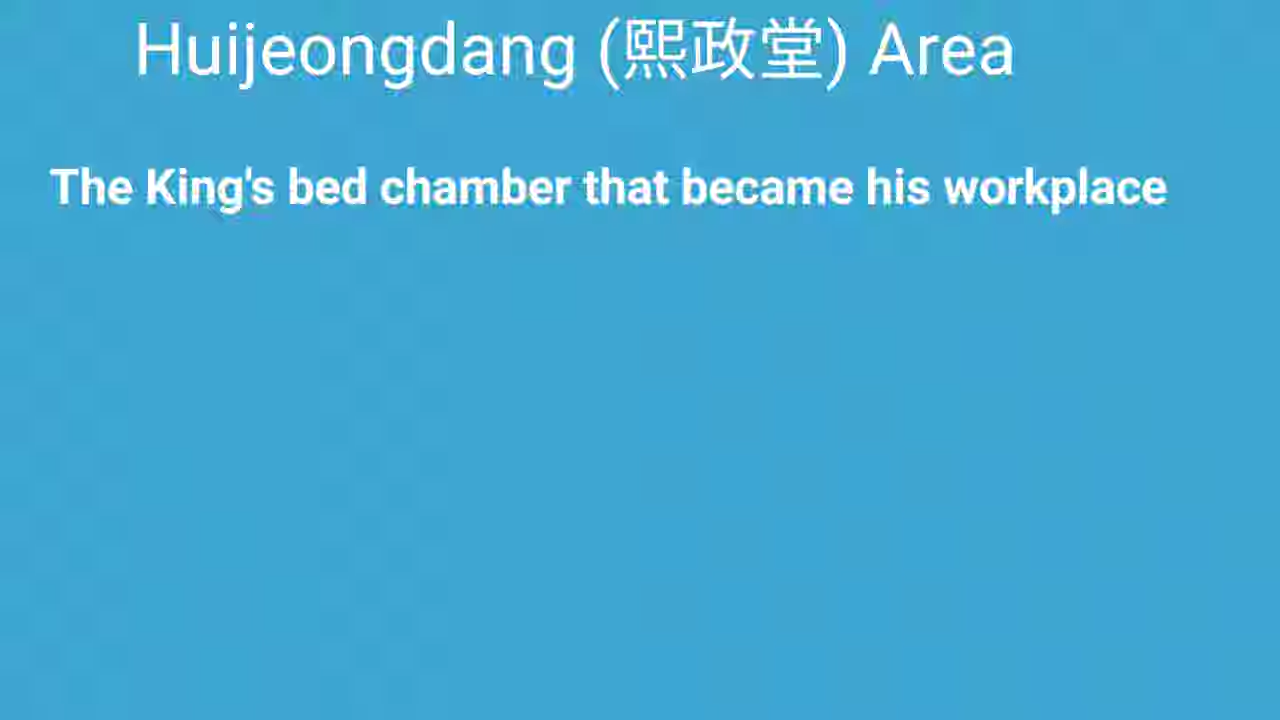 Huijeongdang (熙政堂) Area
The King's bed chamber that became his workplace